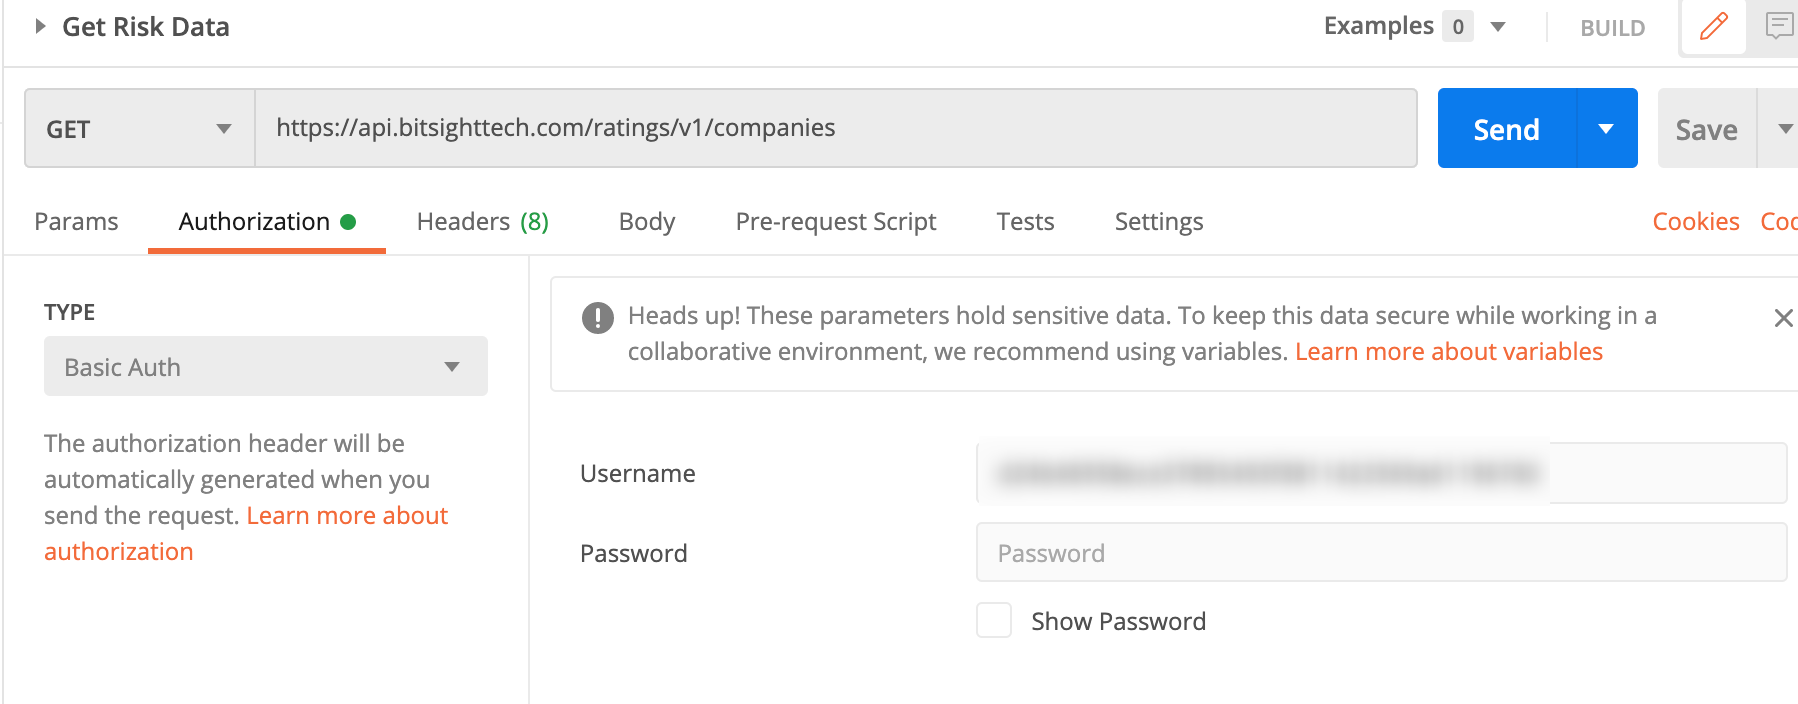 Get Risk Data
Examples 0
BUILD
GET
https://api.bitsighttech.com/ratings/v1/companies
Send
Save
Params
Authorization
Headers (8)
Body
Pre-request Script
Tests
Settings
Cookies
TYPE
Basic Auth
The authorization header will be
automatically generated when you
send the request. Learn more about
authorization
Heads up! These parameters hold sensitive data. To keep this data secure while working in a
collaborative environment, we recommend using variables. Learn more about variables
Username
Password
Password
Show Password